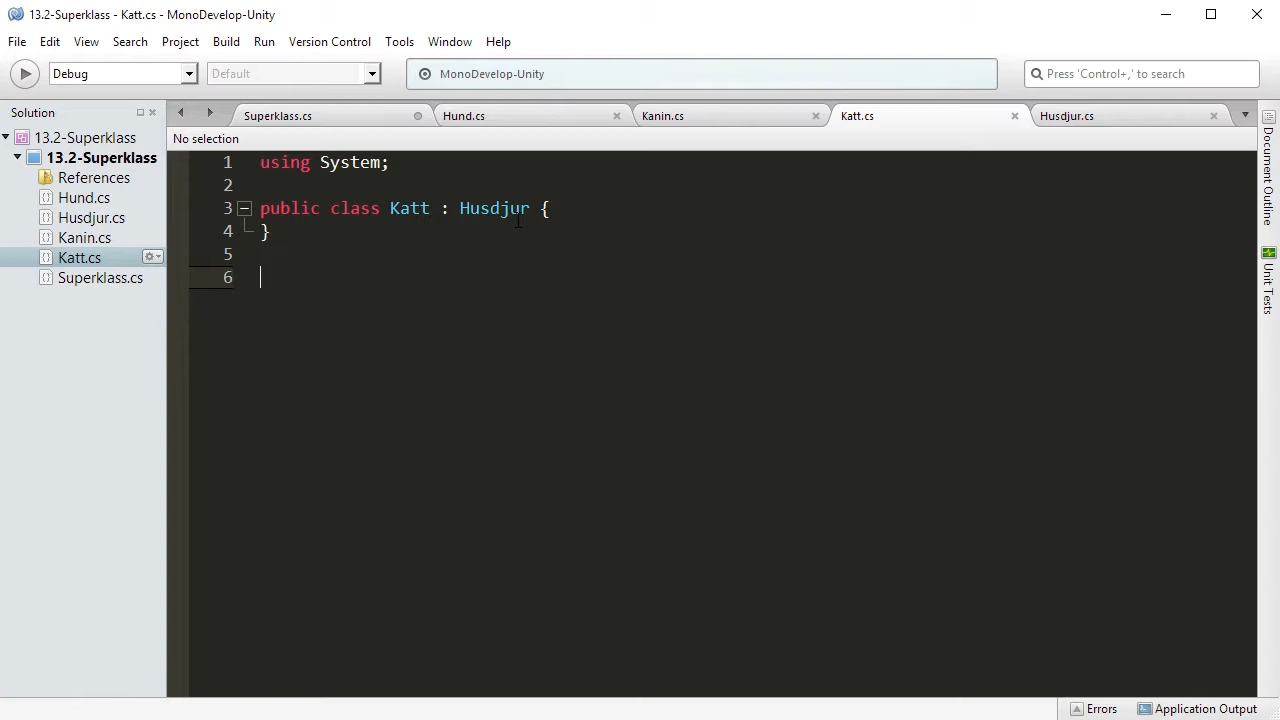 13.2-Superklass - Katt.cs - MonoDevelop-Unity
File Edit View Search Project Build Run Version Control Tools Window Help
Debug Default MonoDevelop-Unity Press 'Control+,' to search
Solution
13.2-Superklass
13.2-Superklass
References
Hund.cs
Husdjur.cs
Kanin.cs
Katt.cs
Superklass.cs
Superklass.cs Hund.cs Kanin.cs Katt.cs Husdjur.cs
No selection
1 using System;
2
3 public class Katt : Husdjur {
4 }
5
6
Document Outline
Unit Tests
Errors Application Output